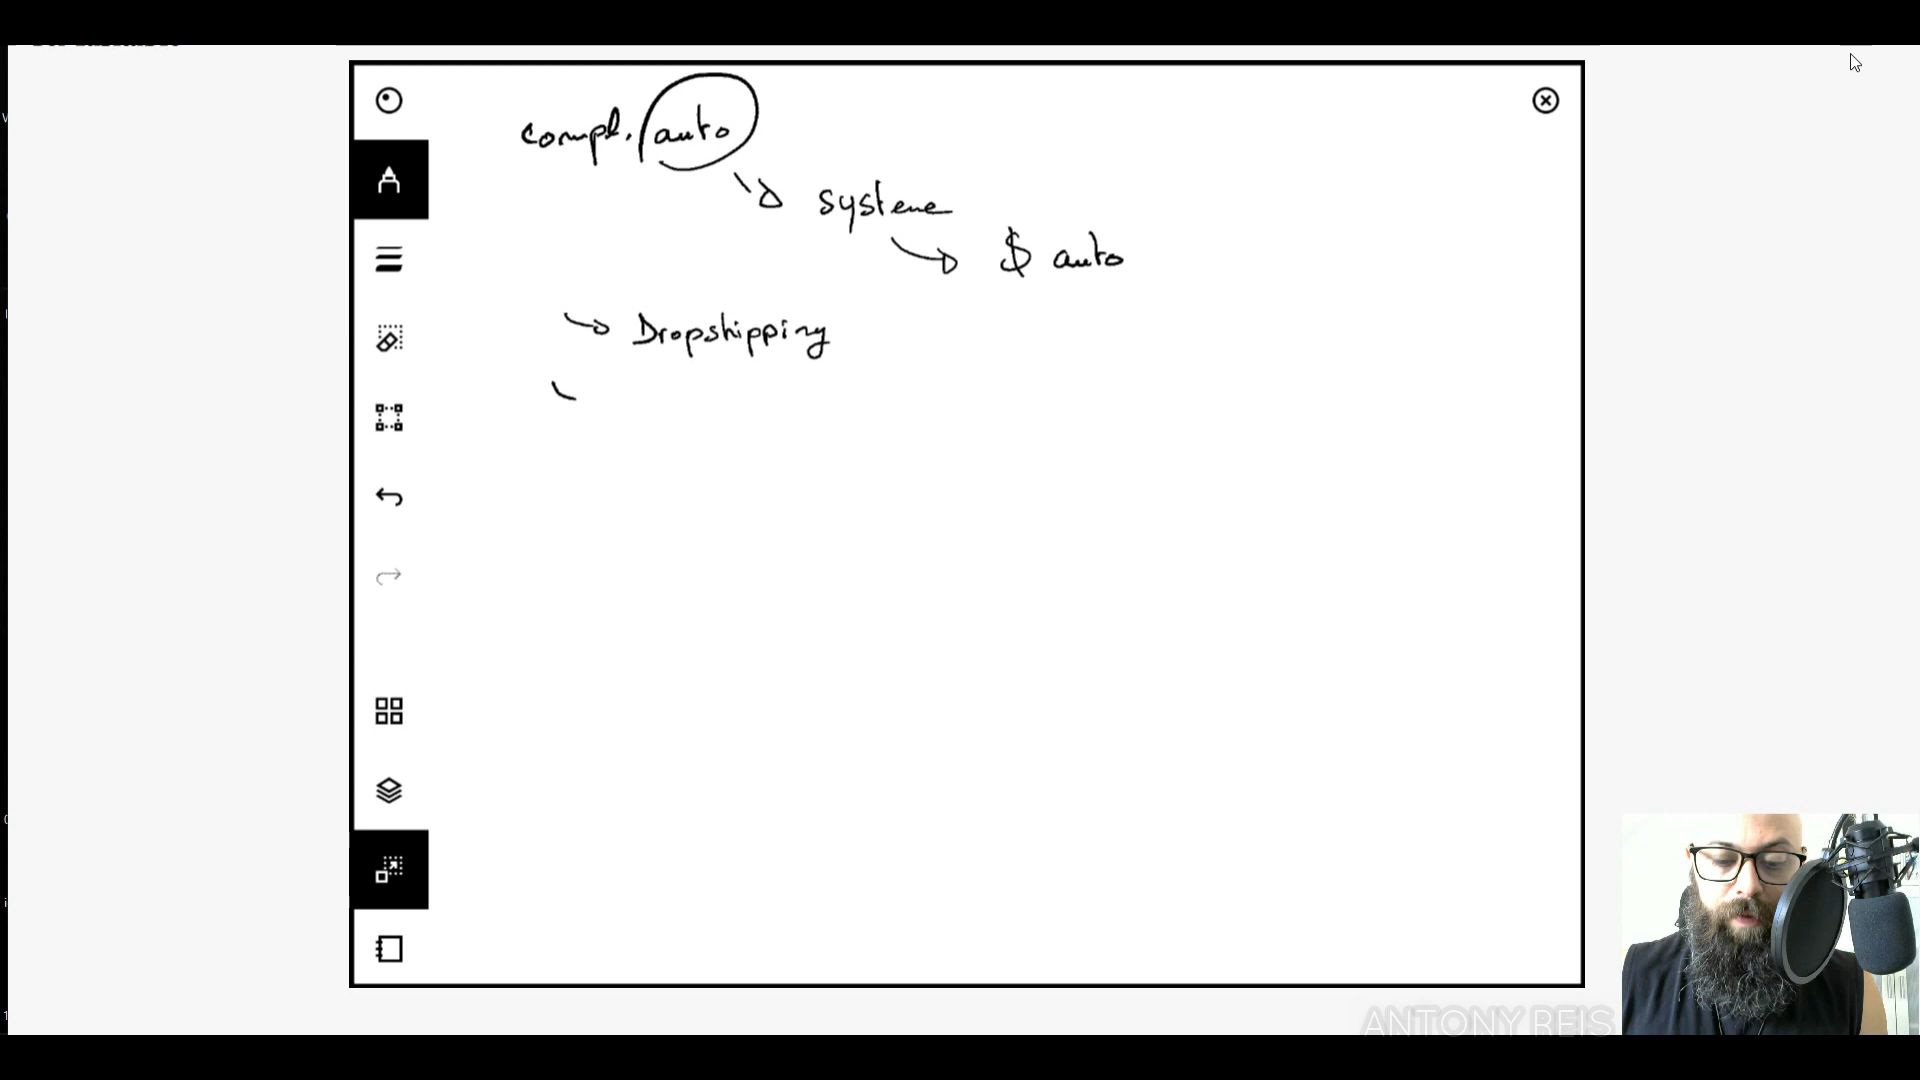 compl. auto
systeme
$ auto
Dropshipping
ANTONY REIS